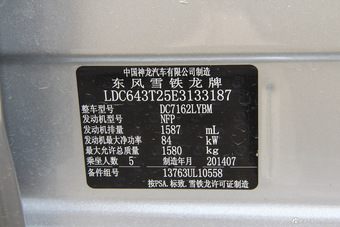 中国神龙汽车有限公司制造
东风雪铁龙牌
LDC643T25E3133187
整车型号 DC7162LYBM
发动机型号 NFP
发动机排量 1587 mL
发动机最大净功率 84 kW
最大允许总质量 1580 kg
乘坐人数 5 制造年月 201407
备件组号 13763UL10558
按PSA.标致.雪铁龙许可证制造